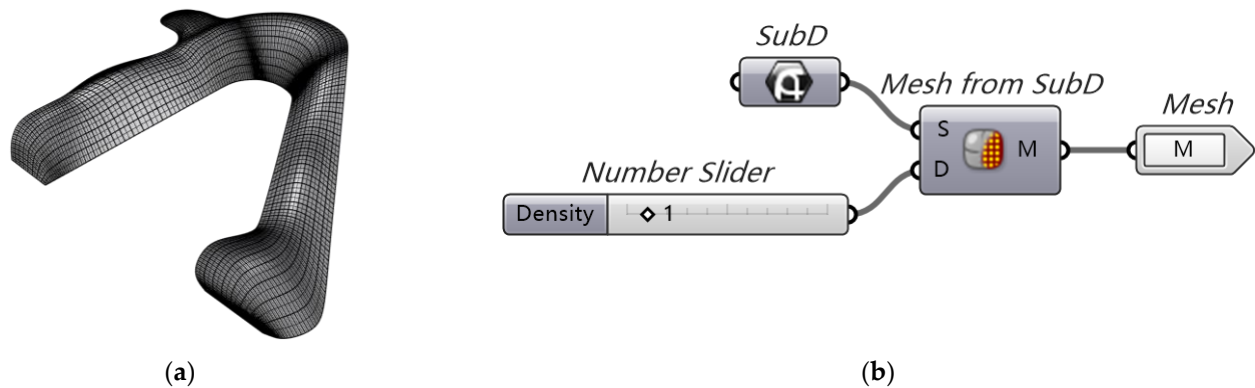 SubD
Mesh from SubD
Mesh
S
D
M
M
Number Slider
Density
1
(a)
(b)